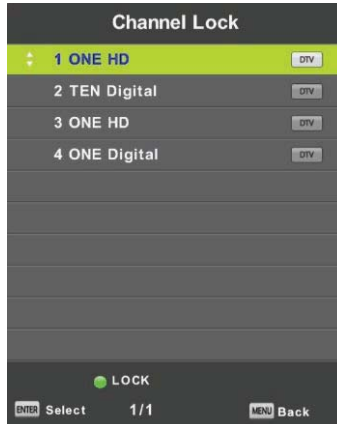 Channel Lock
1 ONE HD DTV
2 TEN Digital DTV
3 ONE HD DTV
4 ONE Digital DTV
LOCK
ENTER Select 1/1 MENU Back